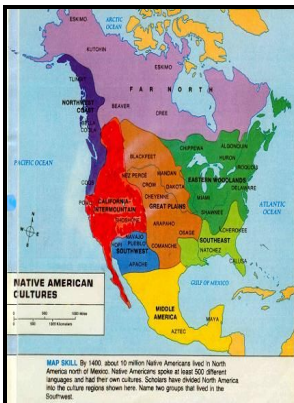 ARCTIC
OCEAN
ESKIMO
KUTCHIN
ESKIMO
FAR NORTH
NORTHWEST
COAST
BEAVER
CREE
BLACKFEET
CHIPPEWA
ALGONQUIN
HURON
IROQUOIS
PACIFIC OCEAN
NEZ PERCE
MANDAN
CROW
DAKOTA
EASTERN WOODLANDS
DELAWARE
CHEYENNE
MIAMI
GREAT PLAINS
CALIFORNIA-
INTERMOUNTAIN
SHOSHONE
SHAWNEE
ATLANTIC
OCEAN
ARAPAHO
OSAGE
CHEROKEE
NAVAJO
HOPI
PUEBLO
SOUTHWEST
COMANCHE
SOUTHEAST
NATCHEZ
APACHE
CALUSA
GULF OF MEXICO
NATIVE AMERICAN
CULTURES
MIDDLE
AMERICA
MAYA
AZTEC
MAP SKILL By 1400, about 10 million Native Americans lived in North
America north of Mexico. Native Americans spoke at least 500 different
languages and had their own cultures. Scholars have divided North America
into the culture regions shown here. Name two groups that lived in the
Southwest.